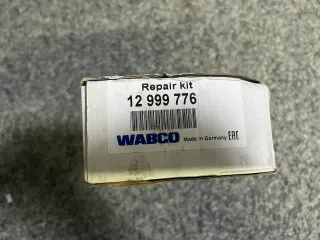 Repair kit
12 999 776
WABCO Made in Germany EAC